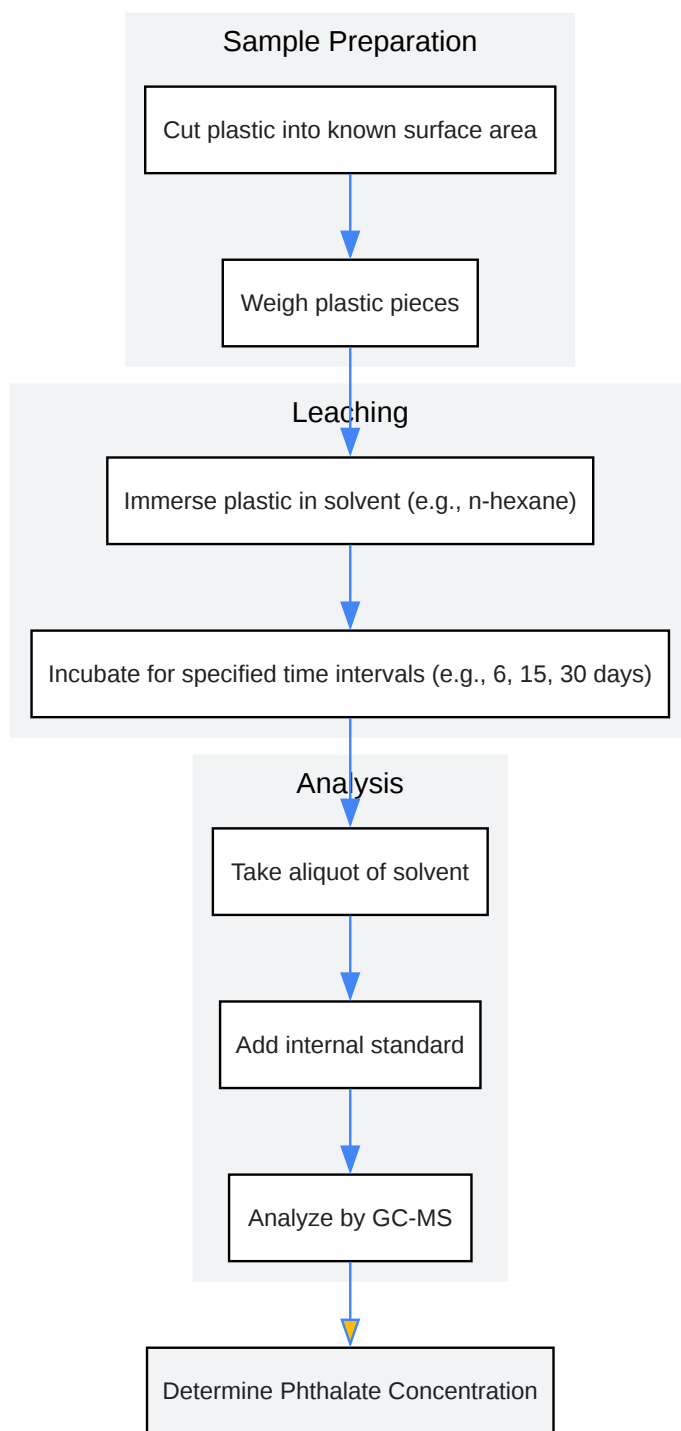 Sample Preparation
Cut plastic into known surface area
Weigh plastic pieces
Leaching
Immerse plastic in solvent (e.g., n-hexane)
Incubate for specified time intervals (e.g., 6, 15, 30 days)
Analysis
Take aliquot of solvent
Add internal standard
Analyze by GC-MS
Determine Phthalate Concentration